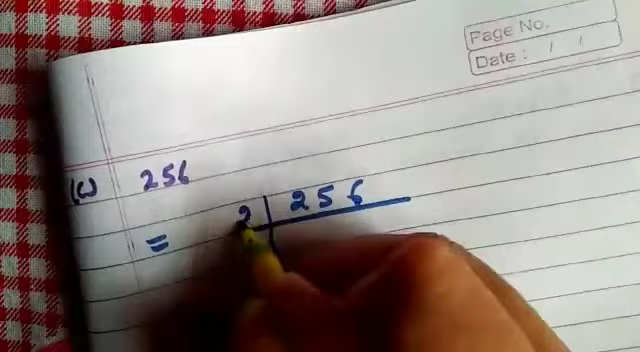 Page No.
Date : / /
(c) 256
= 2 256